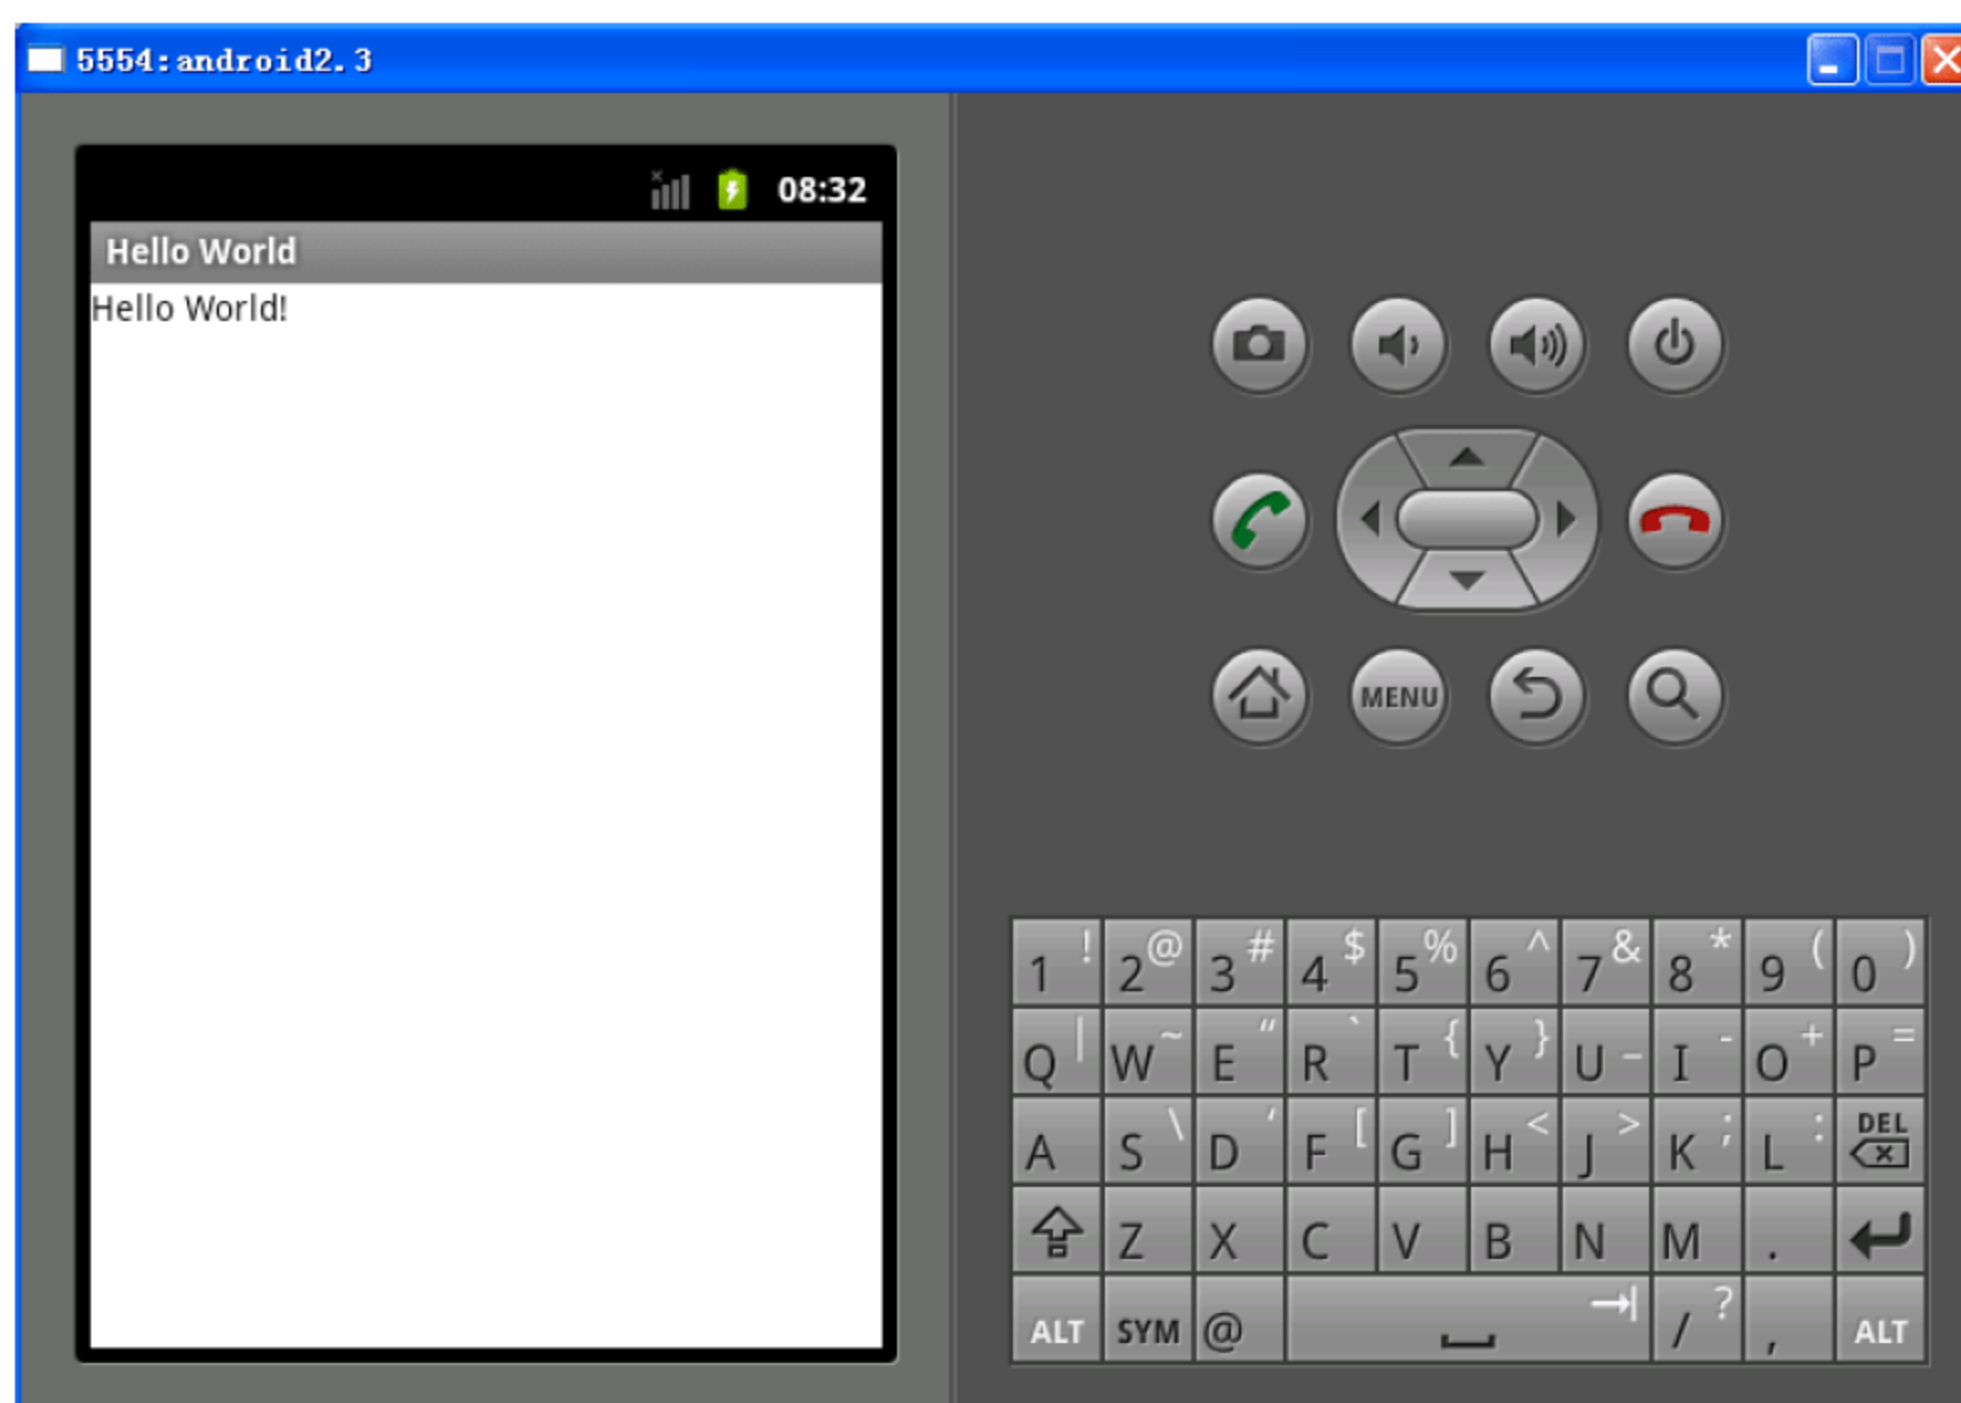 5554:android2.3
08:32
Hello World
Hello World!
MENU
1 ! 2 @ 3 # 4 $ 5 % 6 ^ 7 & 8 * 9 ( 0 )
Q | W ~ E " R ` T { Y } U _ I - O + P =
A S \ D ' F [ G ] H < J > K ; L : DEL
Z X C V B N M .
ALT SYM @ / ? , ALT